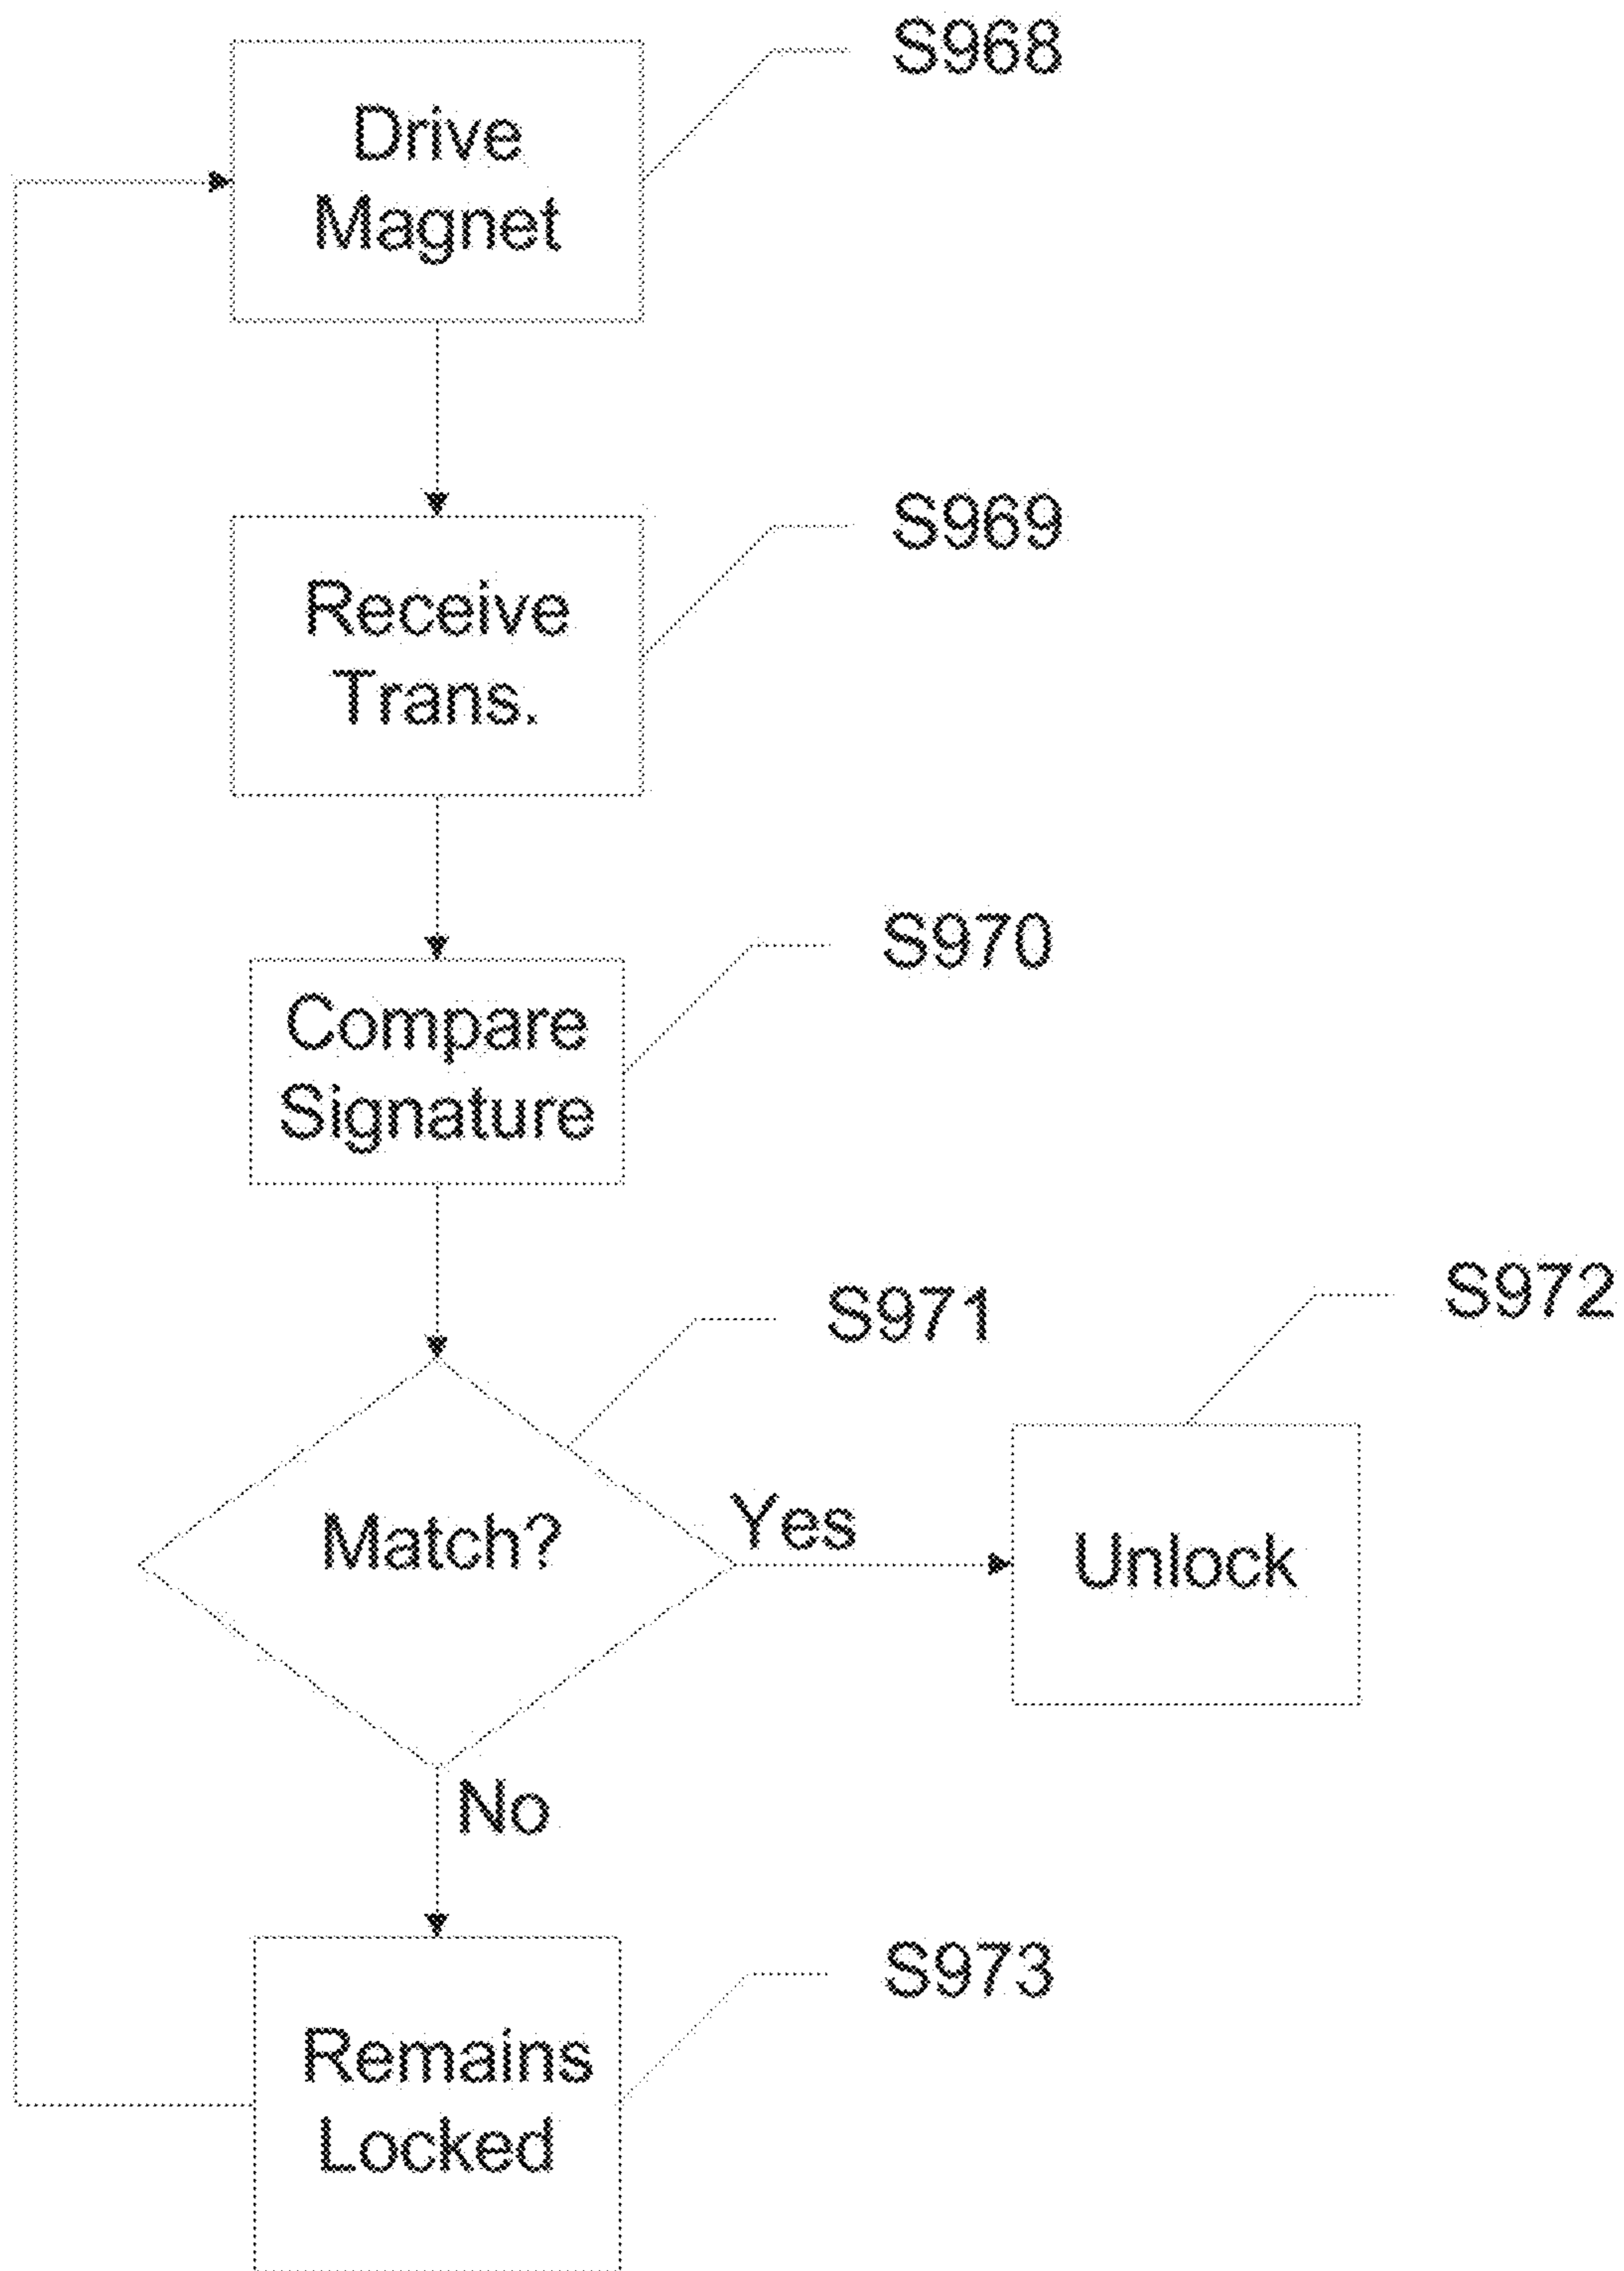 S968
Drive
Magnet
S969
Receive
Trans.
S970
Compare
Signature
S971
S972
Match?
Yes
Unlock
No
S973
Remains
Locked